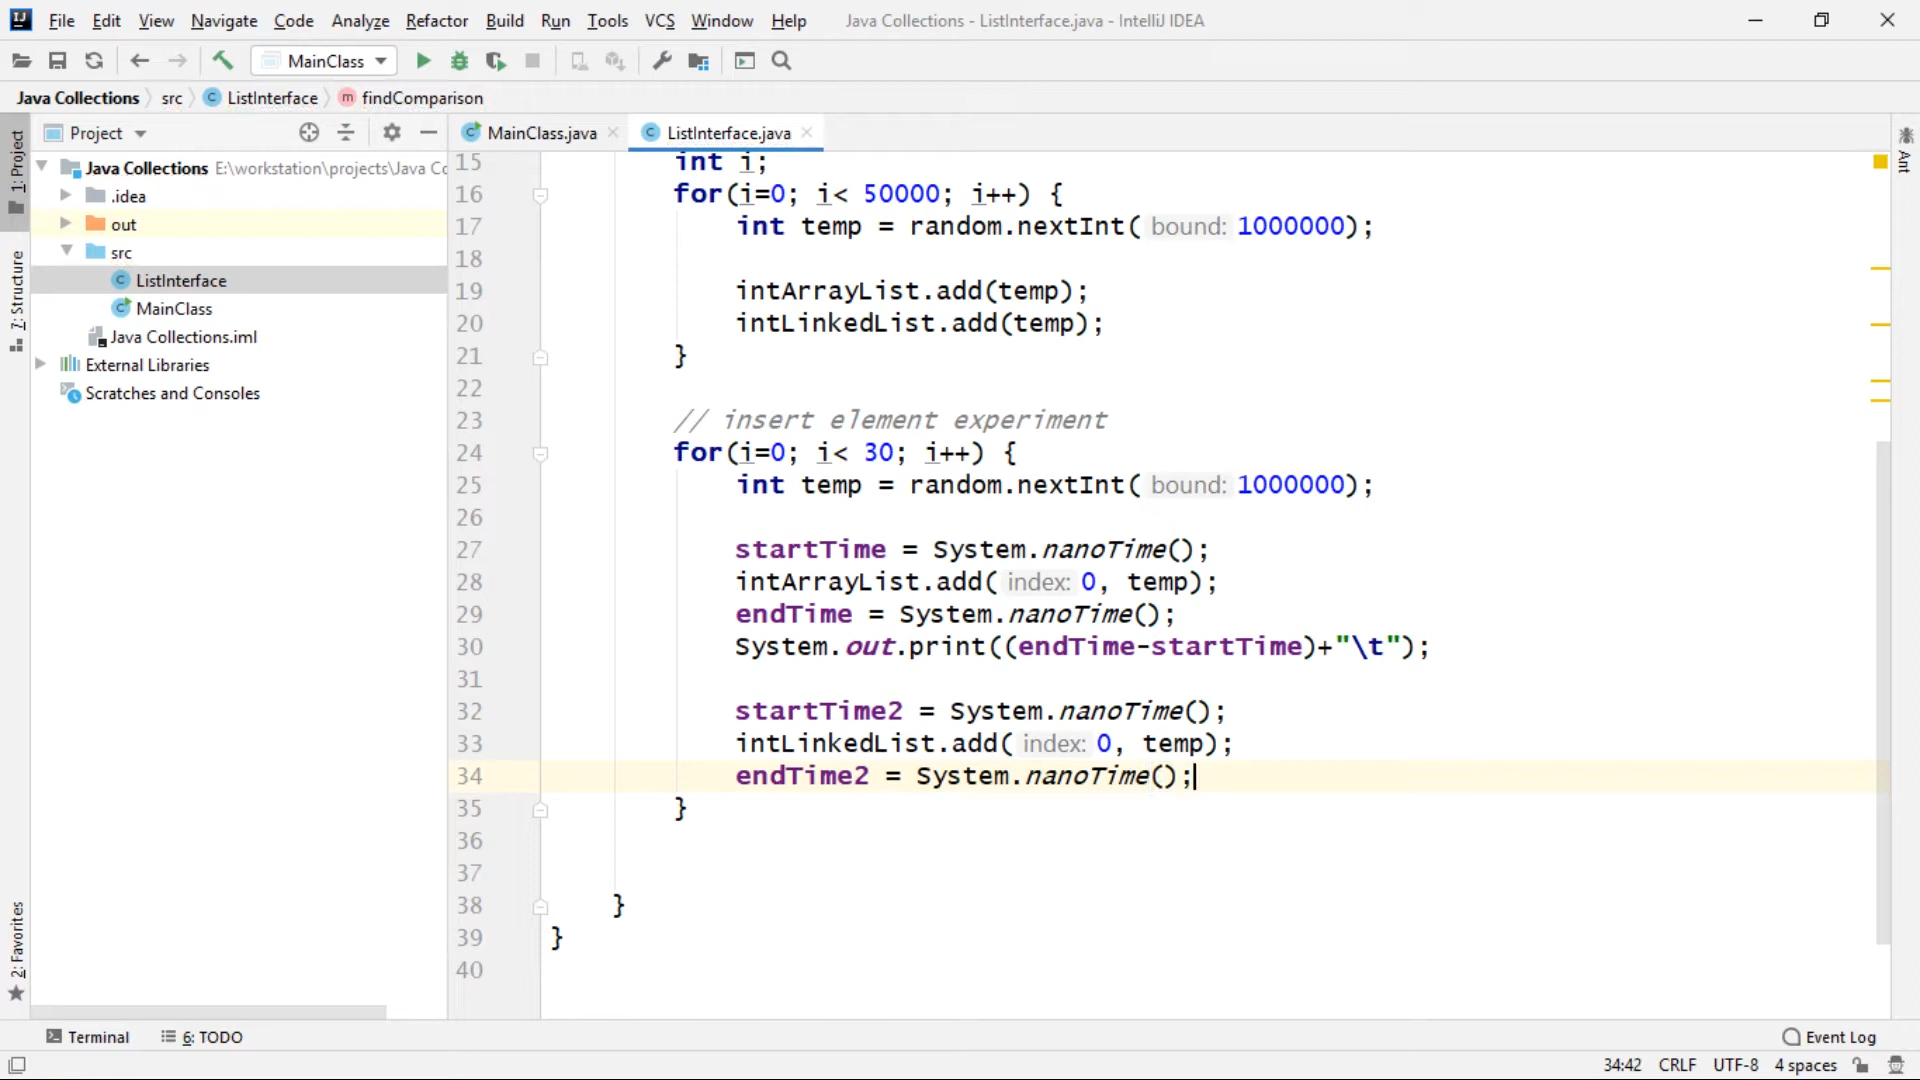 IJ File Edit View Navigate Code Analyze Refactor Build Run Tools VCS Window Help Java Collections - ListInterface.java - IntelliJ IDEA
MainClass
Java Collections src C ListInterface m findComparison
Project
C MainClass.java C ListInterface.java
1: Project
7: Structure
2: Favorites
Java Collections E:\workstation\projects\Java Co
.idea
out
src
C ListInterface
C MainClass
Java Collections.iml
External Libraries
Scratches and Consoles
15 int i;
16 for(i=0; i< 50000; i++) {
17 int temp = random.nextInt( bound: 1000000);
18
19 intArrayList.add(temp);
20 intLinkedList.add(temp);
21 }
22
23 // insert element experiment
24 for(i=0; i< 30; i++) {
25 int temp = random.nextInt( bound: 1000000);
26
27 startTime = System.nanoTime();
28 intArrayList.add( index: 0, temp);
29 endTime = System.nanoTime();
30 System.out.print((endTime-startTime)+"\t");
31
32 startTime2 = System.nanoTime();
33 intLinkedList.add( index: 0, temp);
34 endTime2 = System.nanoTime();
35 }
36
37
38 }
39 }
40
Ant
Terminal 6: TODO Event Log
34:42 CRLF UTF-8 4 spaces